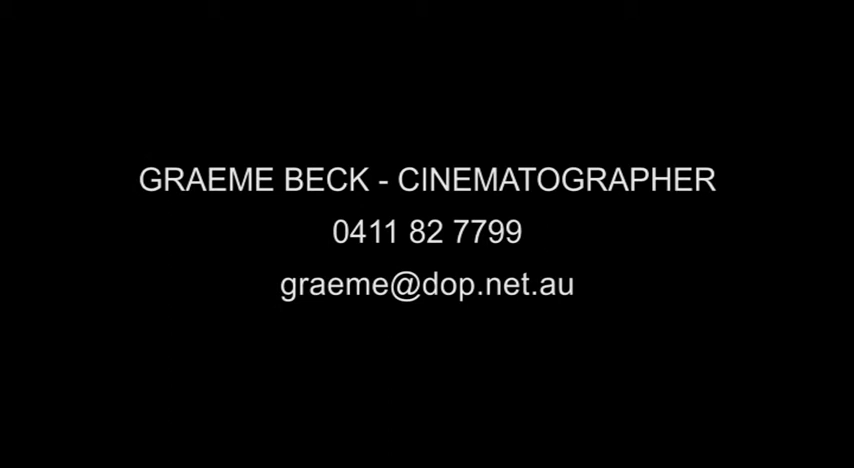 GRAEME BECK - CINEMATOGRAPHER
0411 82 7799
graeme@dop.net.au